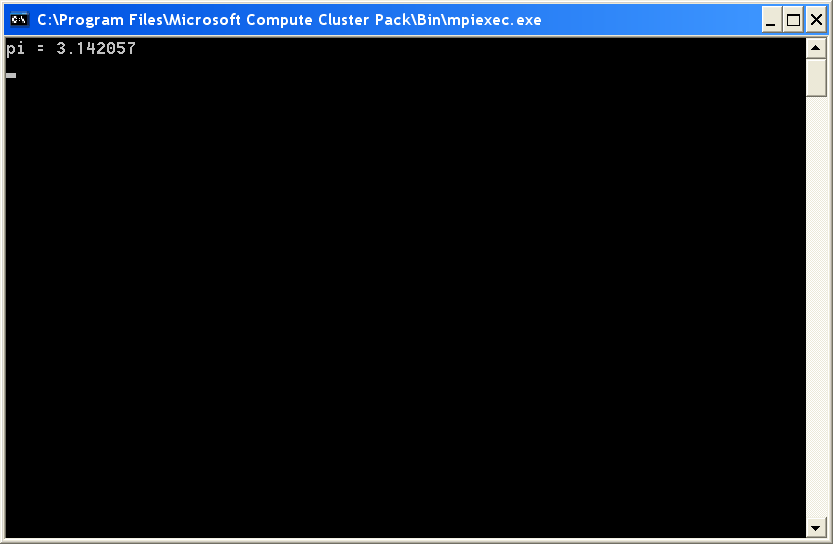 C:\Program Files\Microsoft Compute Cluster Pack\Bin\mpiexec.exe
pi = 3.142057